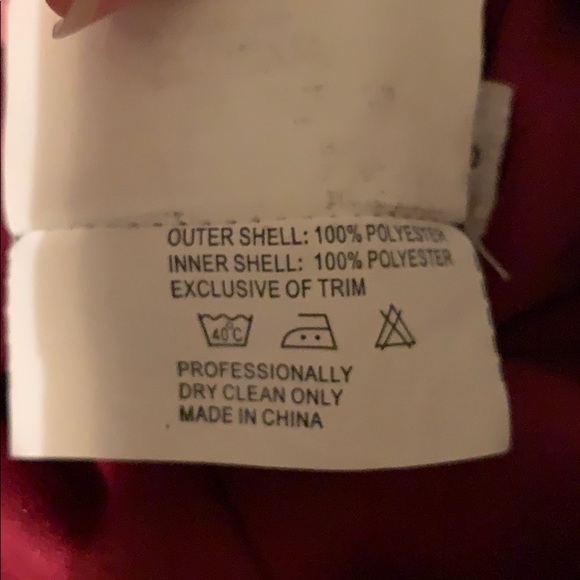 OUTER SHELL: 100% POLYESTER
INNER SHELL: 100% POLYESTER
EXCLUSIVE OF TRIM
40°C
PROFESSIONALLY
DRY CLEAN ONLY
MADE IN CHINA